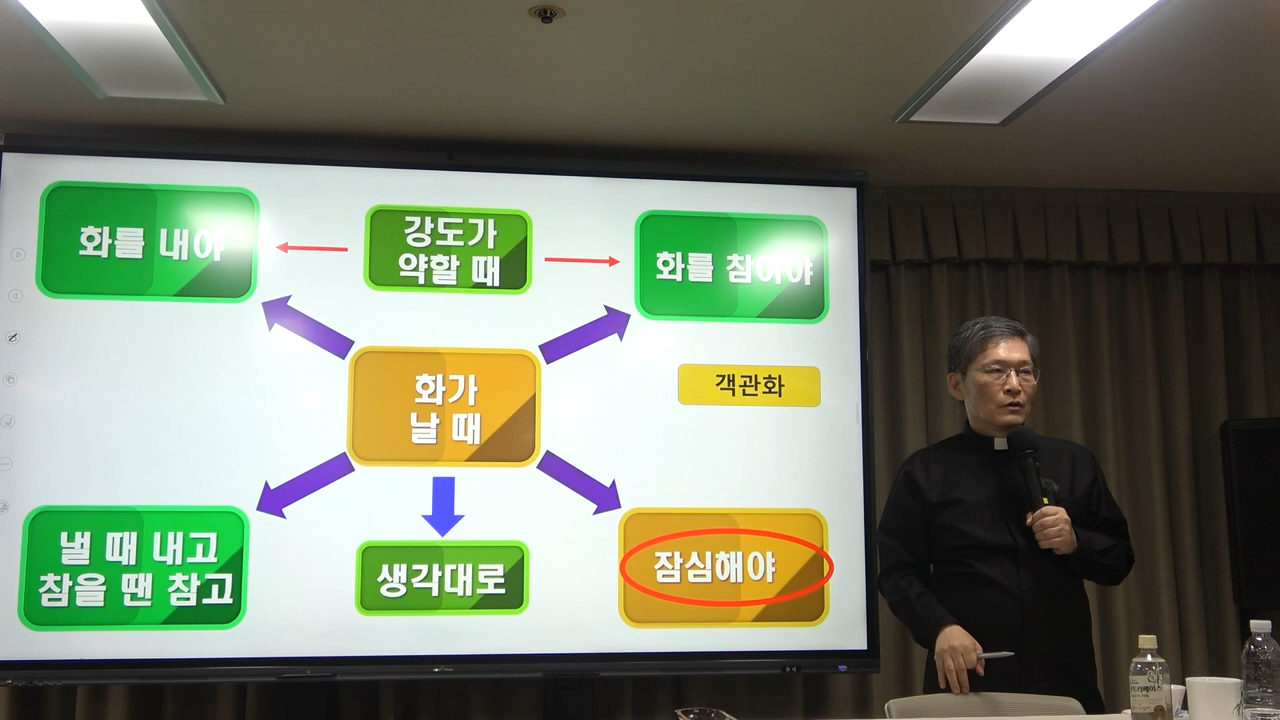 화를 내야
강도가
약할 때
화를 참아야
화가
날 때
객관화
낼 때 내고
참을 땐 참고
생각대로
잠심해야